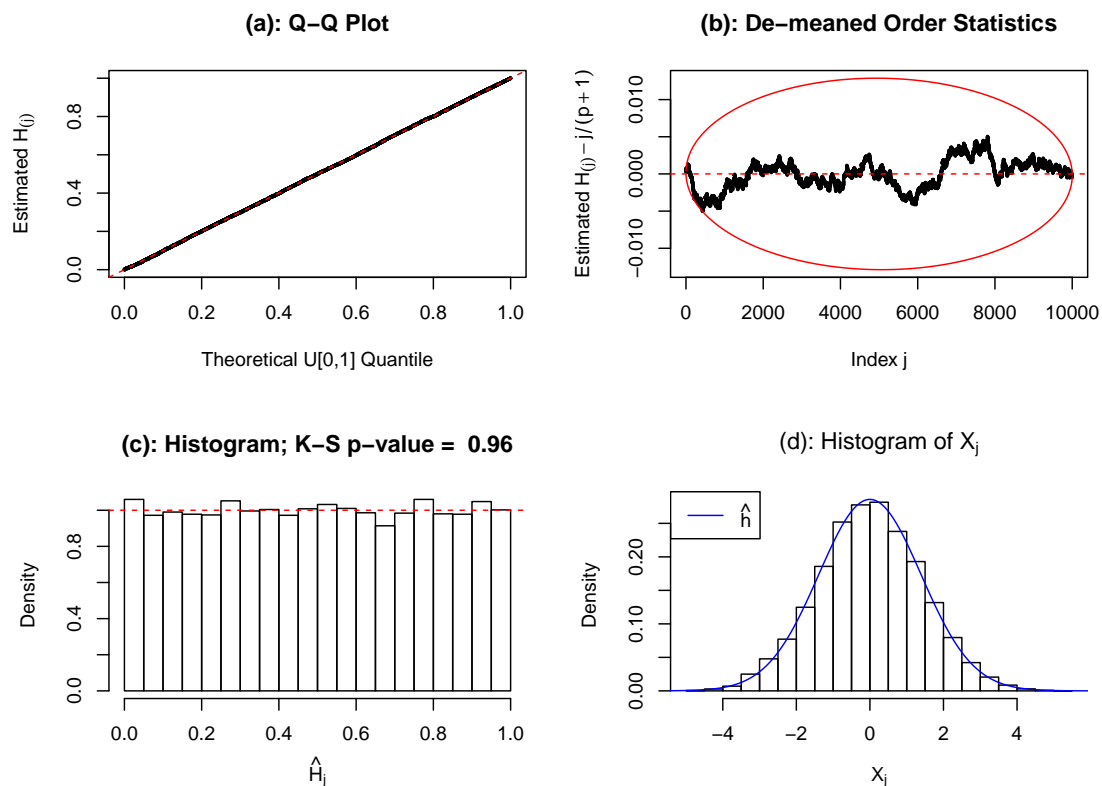 (a): Q−Q Plot
Estimated H(j)
0.0 0.4 0.8
0.0 0.2 0.4 0.6 0.8 1.0
Theoretical U[0,1] Quantile
(b): De−meaned Order Statistics
Estimated H(j) − j/(p + 1)
−0.010 0.000 0.010
0 2000 4000 6000 8000 10000
Index j
(c): Histogram; K−S p−value = 0.96
Density
0.0 0.4 0.8
0.0 0.2 0.4 0.6 0.8 1.0
Ĥj
(d): Histogram of Xj
ĥ
Density
0.00 0.10 0.20
−4 −2 0 2 4
Xj